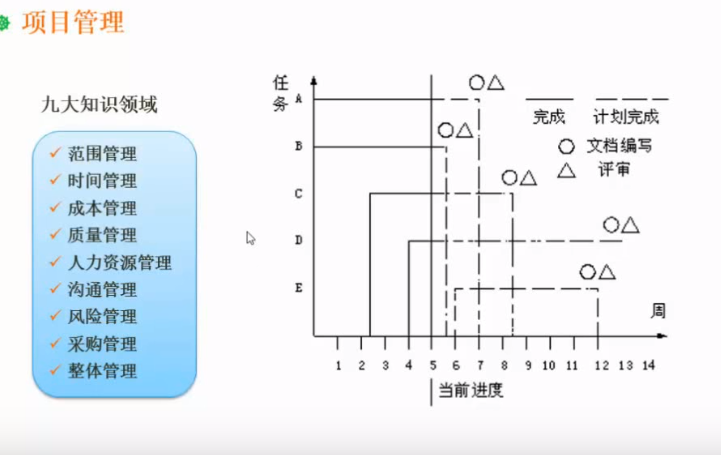 项目管理
九大知识领域
范围管理
时间管理
成本管理
质量管理
人力资源管理
沟通管理
风险管理
采购管理
整体管理
任务
A
B
C
D
E
完成 计划完成
文档编写
评审
周
1 2 3 4 5 6 7 8 9 10 11 12 13 14
当前进度